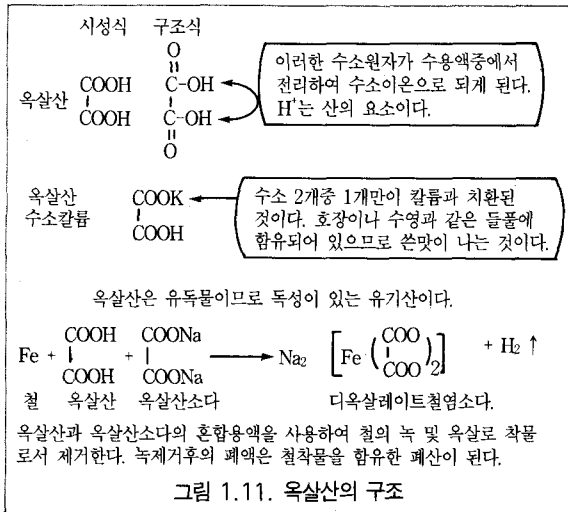 시성식 구조식
O
옥살산 COOH C-OH
COOH C-OH
O
이러한 수소원자가 수용액중에서
전리하여 수소이온으로 되게 된다.
H⁺는 산의 요소이다.
옥살산
수소칼륨
COOK
COOH
수소 2개중 1개만이 칼륨과 치환된
것이다. 호장이나 수영과 같은 들풀에
함유되어 있으므로 쓴맛이 나는 것이다.
옥살산은 유독물이므로 독성이 있는 유기산이다.
COOH COONa COO
Fe + + → Na₂ [Fe ( )₂] + H₂ ↑
COOH COONa COO
철 옥살산 옥살산소다 디옥살레이트철염소다.
옥살산과 옥살산소다의 혼합용액을 사용하여 철의 녹 및 옥살로 착물
로서 제거한다. 녹제거후의 폐액은 철착물을 함유한 폐산이 된다.
그림 1.11. 옥살산의 구조